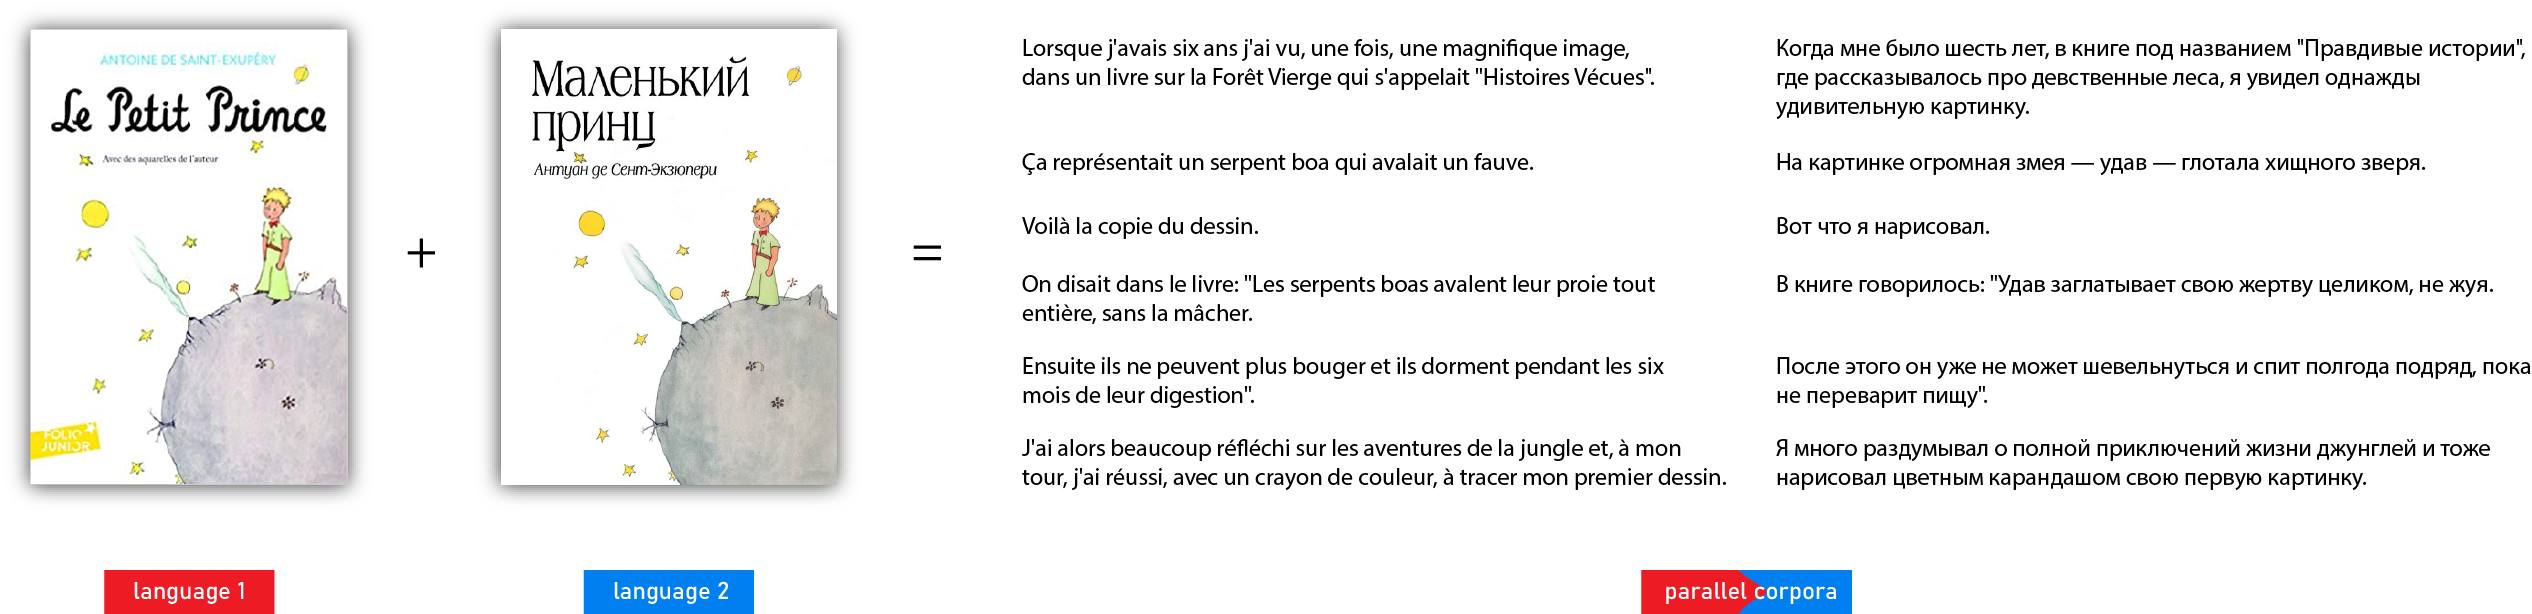 ANTOINE DE SAINT-EXUPÉRY
Le Petit Prince
Avec des aquarelles de l'auteur
FOLIO
JUNIOR
language 1
+
Маленький
принц
Антуан де Сент-Экзюпери
language 2
=
Lorsque j'avais six ans j'ai vu, une fois, une magnifique image,
dans un livre sur la Forêt Vierge qui s'appelait "Histoires Vécues".
Когда мне было шесть лет, в книге под названием "Правдивые истории",
где рассказывалось про девственные леса, я увидел однажды
удивительную картинку.
Ça représentait un serpent boa qui avalait un fauve.
На картинке огромная змея — удав — глотала хищного зверя.
Voilà la copie du dessin.
Вот что я нарисовал.
On disait dans le livre: "Les serpents boas avalent leur proie tout
entière, sans la mâcher.
В книге говорилось: "Удав заглатывает свою жертву целиком, не жуя.
Ensuite ils ne peuvent plus bouger et ils dorment pendant les six
mois de leur digestion".
После этого он уже не может шевельнуться и спит полгода подряд, пока
не переварит пищу".
J'ai alors beaucoup réfléchi sur les aventures de la jungle et, à mon
tour, j'ai réussi, avec un crayon de couleur, à tracer mon premier dessin.
Я много раздумывал о полной приключений жизни джунглей и тоже
нарисовал цветным карандашом свою первую картинку.
parallel corpora